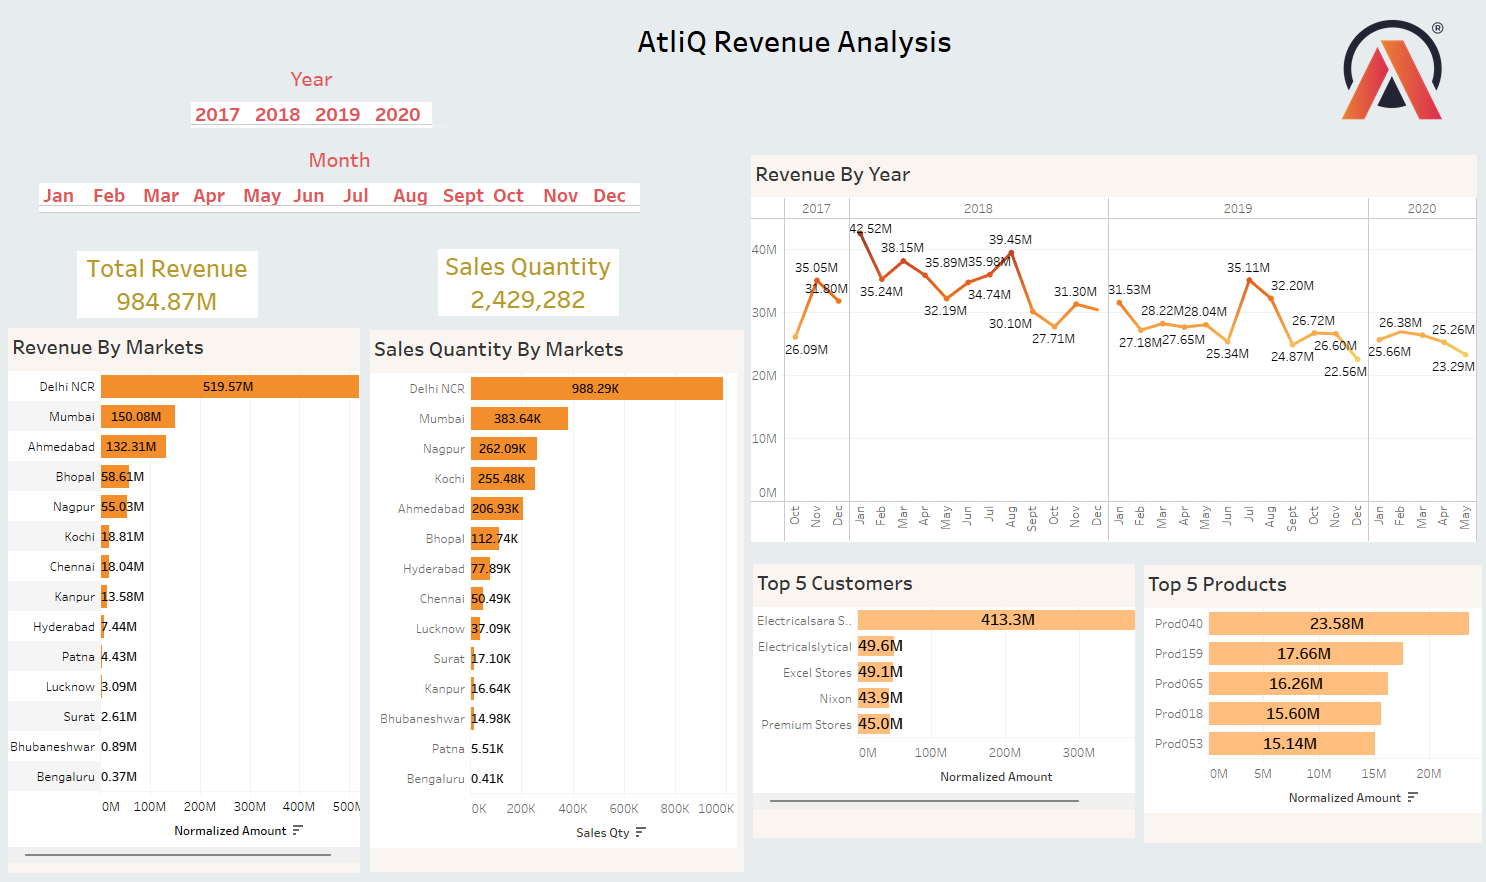 AtliQ Revenue Analysis
®
Year
2017 2018 2019 2020
Month
Jan Feb Mar Apr May Jun Jul Aug Sept Oct Nov Dec
Total Revenue
984.87M
Sales Quantity
2,429,282
Revenue By Markets
Delhi NCR 519.57M
Mumbai 150.08M
Ahmedabad 132.31M
Bhopal 58.61M
Nagpur 55.03M
Kochi 18.81M
Chennai 18.04M
Kanpur 13.58M
Hyderabad 7.44M
Patna 4.43M
Lucknow 3.09M
Surat 2.61M
Bhubaneshwar 0.89M
Bengaluru 0.37M
0M 100M 200M 300M 400M 500M
Normalized Amount
Sales Quantity By Markets
Delhi NCR 988.29K
Mumbai 383.64K
Nagpur 262.09K
Kochi 255.48K
Ahmedabad 206.93K
Bhopal 112.74K
Hyderabad 77.89K
Chennai 50.49K
Lucknow 37.09K
Surat 17.10K
Kanpur 16.64K
Bhubaneshwar 14.98K
Patna 5.51K
Bengaluru 0.41K
0K 200K 400K 600K 800K 1000K
Sales Qty
Revenue By Year
2017 2018 2019 2020
40M
30M
20M
10M
0M
26.09M 35.05M 31.80M
42.52M 35.24M 38.15M 35.89M 32.19M 34.74M 35.98M 39.45M 30.10M 27.71M 31.30M
31.53M 27.18M 28.22M 27.65M 28.04M 25.34M 35.11M 32.20M 24.87M 26.72M 26.60M 22.56M
25.66M 26.38M 25.26M 23.29M
Oct Nov Dec Jan Feb Mar Apr May Jun Jul Aug Sept Oct Nov Dec Jan Feb Mar Apr May Jun Jul Aug Sept Oct Nov Dec Jan Feb Mar Apr May
Top 5 Customers
Electricalsara S.. 413.3M
Electricalslytical 49.6M
Excel Stores 49.1M
Nixon 43.9M
Premium Stores 45.0M
0M 100M 200M 300M
Normalized Amount
Top 5 Products
Prod040 23.58M
Prod159 17.66M
Prod065 16.26M
Prod018 15.60M
Prod053 15.14M
0M 5M 10M 15M 20M
Normalized Amount